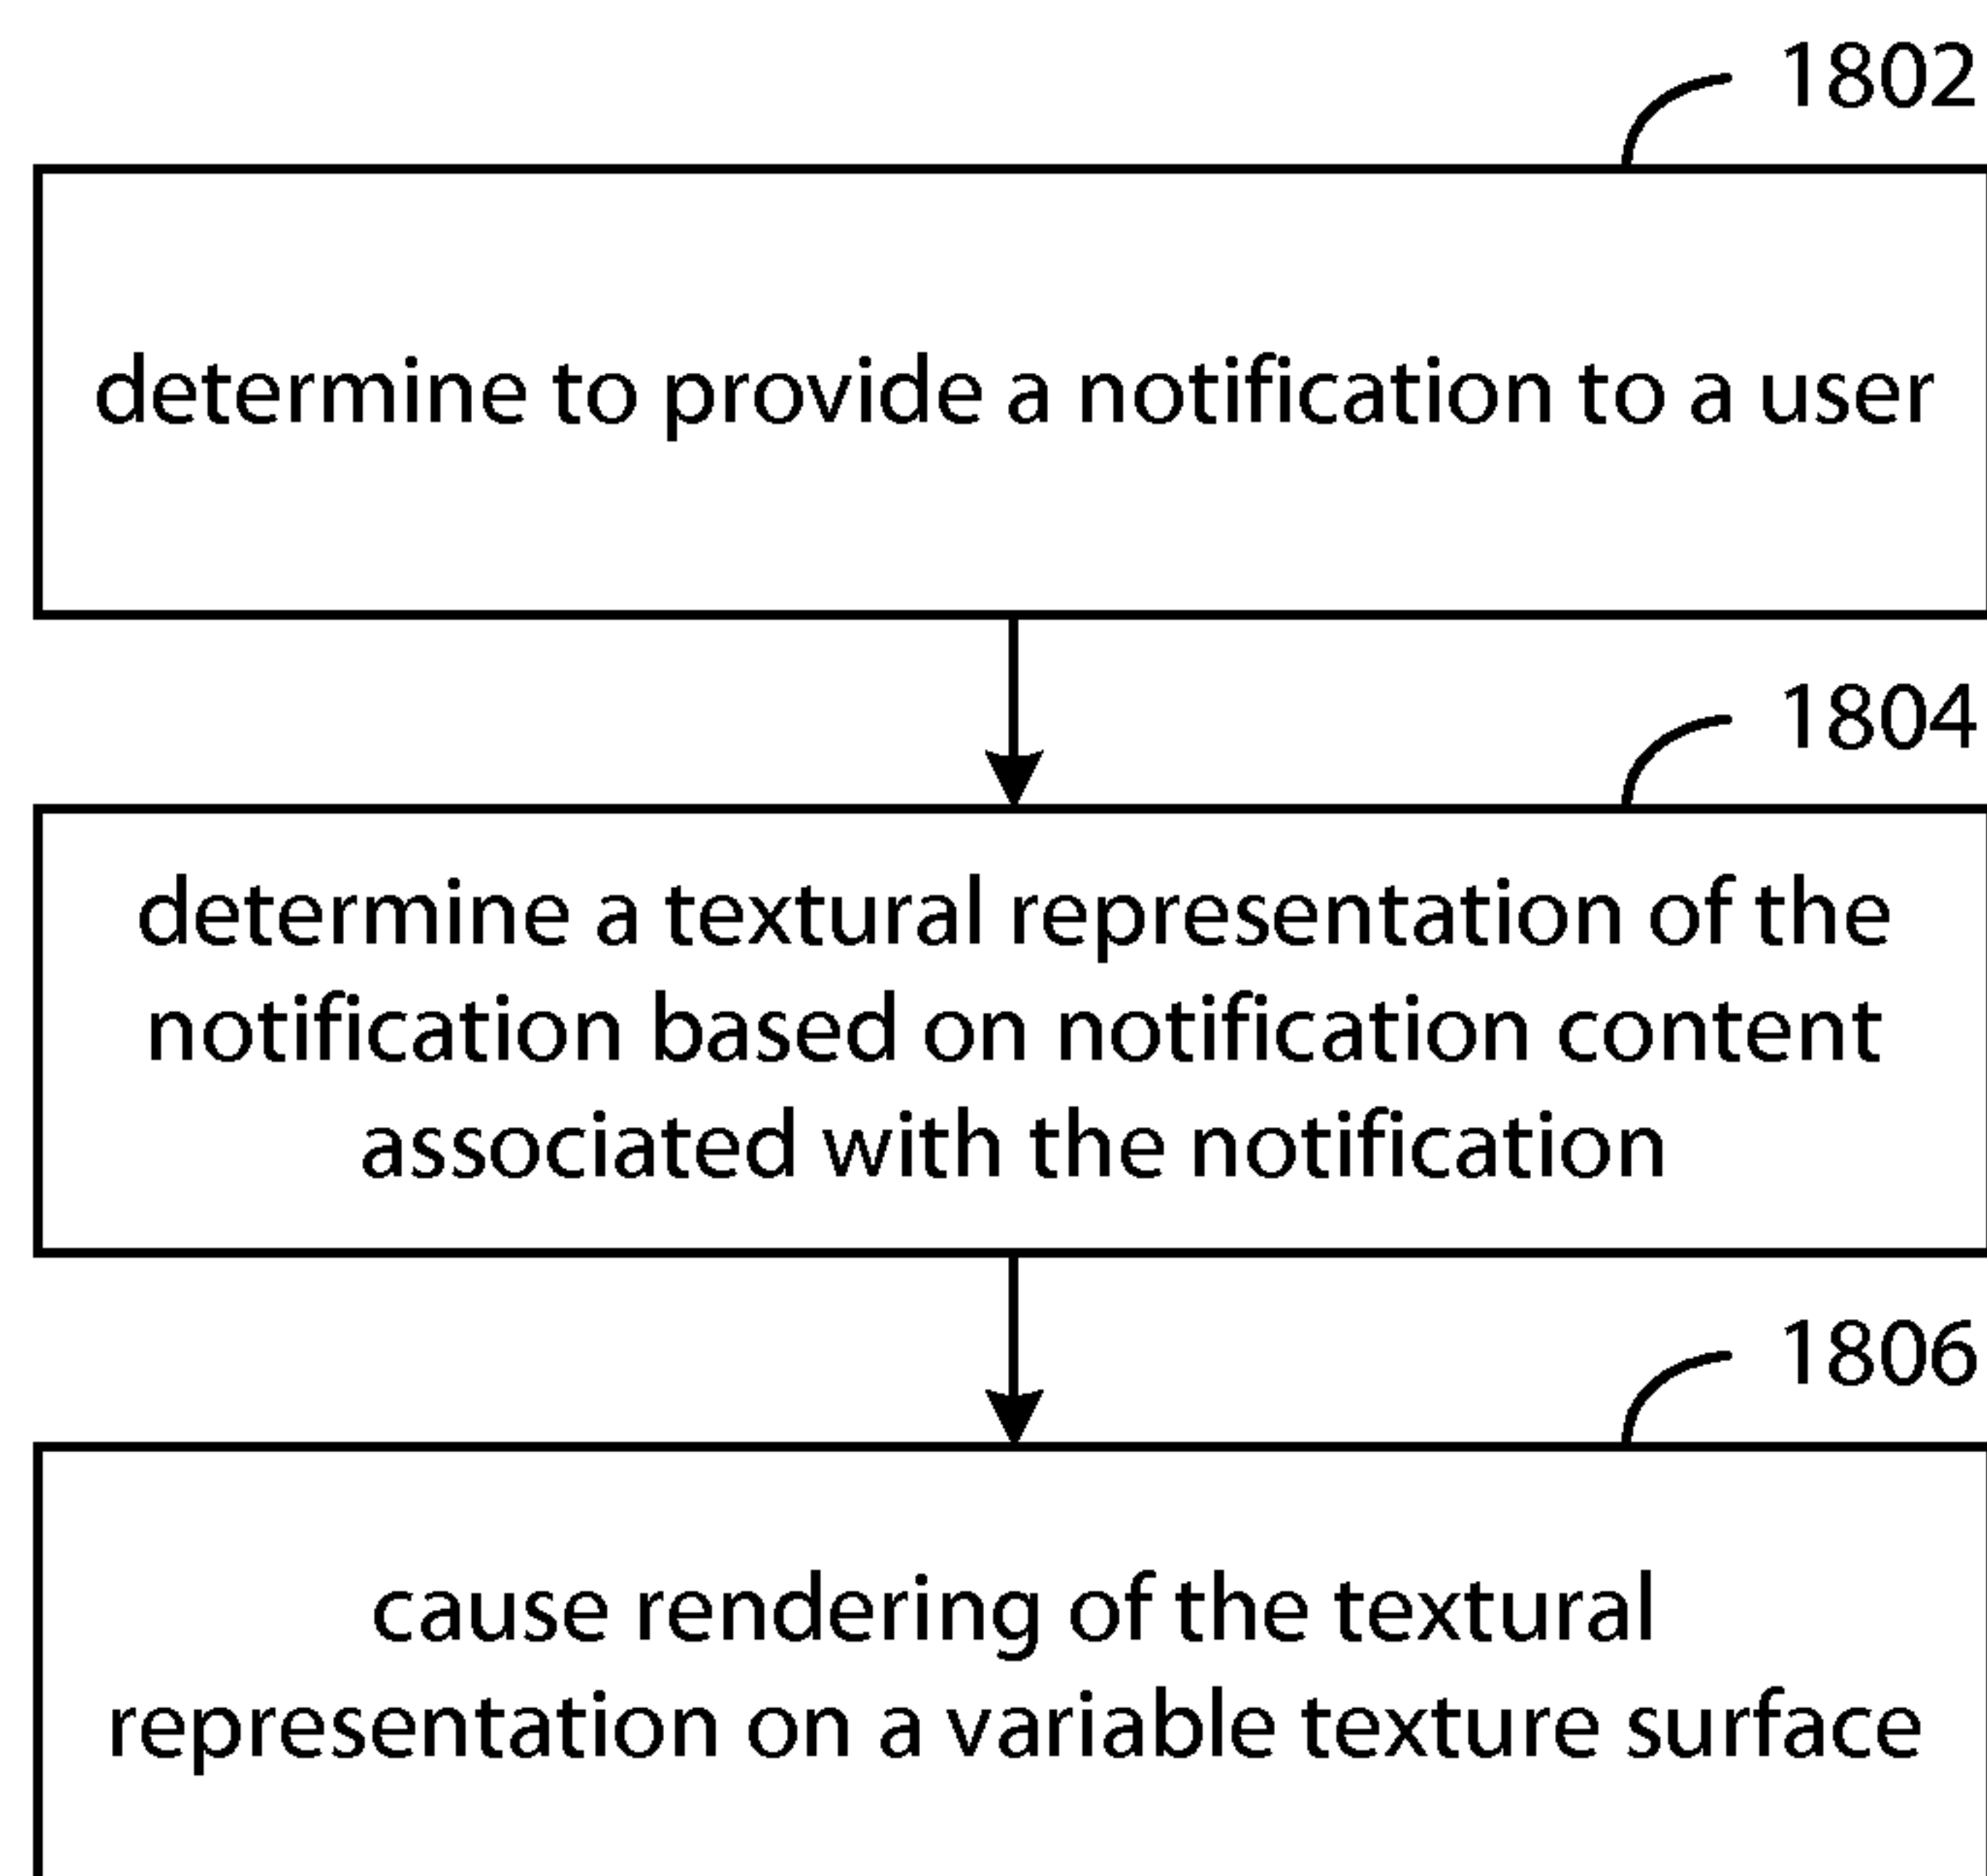 1802
determine to provide a notification to a user
1804
determine a textural representation of the
notification based on notification content
associated with the notification
1806
cause rendering of the textural
representation on a variable texture surface